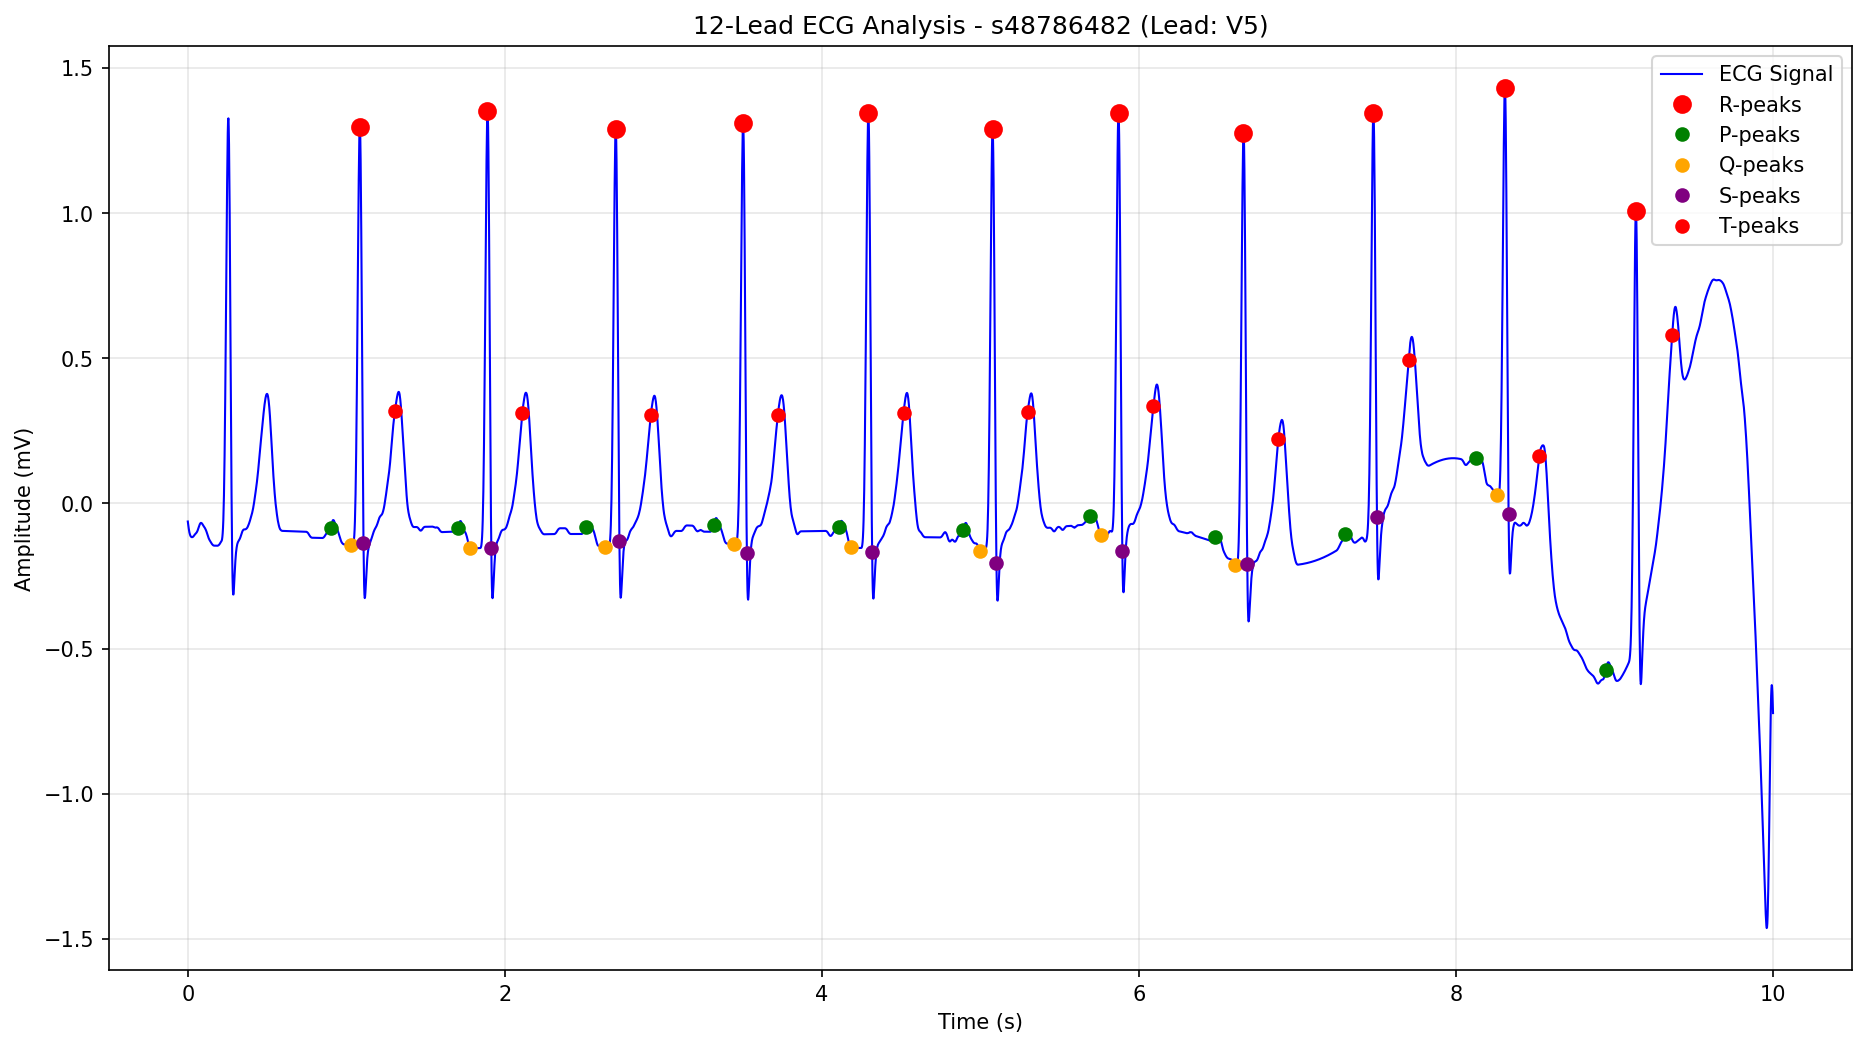 12-Lead ECG Analysis - s48786482 (Lead: V5)
ECG Signal
R-peaks
P-peaks
Q-peaks
S-peaks
T-peaks
1.5
1.0
0.5
0.0
−0.5
−1.0
−1.5
Amplitude (mV)
0 2 4 6 8 10
Time (s)